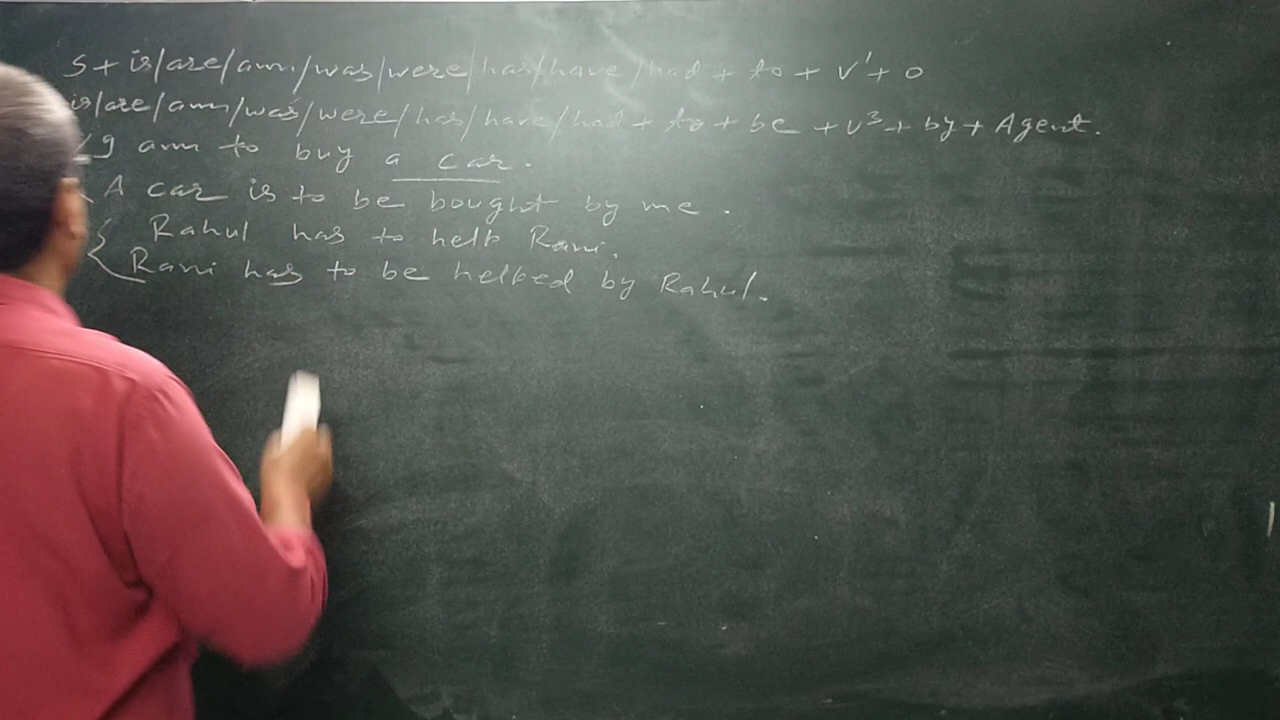 S + is/are/am/was/were/has/have/had + to + V¹ + O
is/are/am/was/were/has/have/had + to + be + V³ + by + Agent.
I am to buy a car.
A car is to be bought by me.
Rahul has to help Rani.
Rani has to be helped by Rahul.